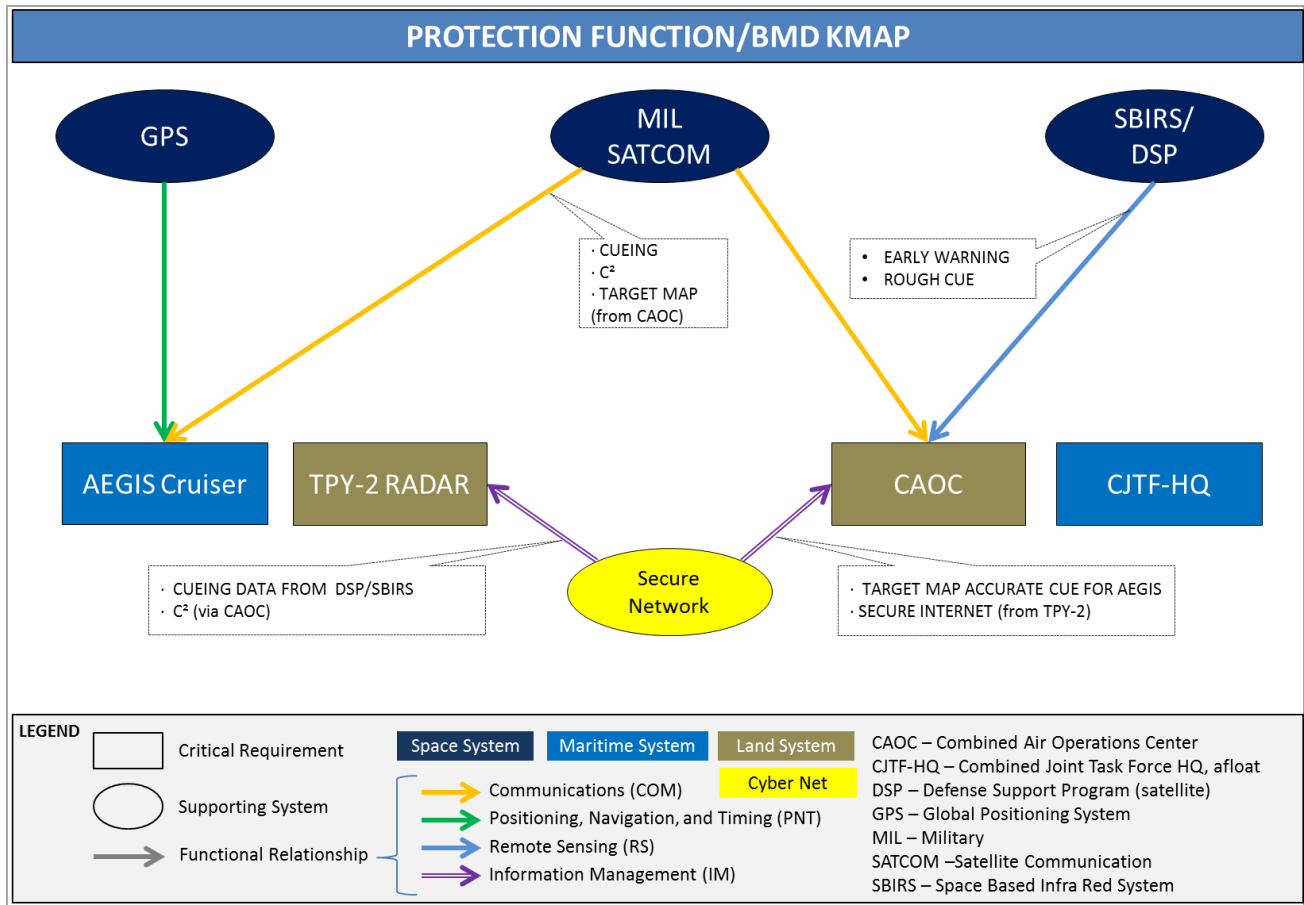 PROTECTION FUNCTION/BMD KMAP
GPS
MIL
SATCOM
SBIRS/
DSP
· CUEING
· C²
· TARGET MAP
(from CAOC)
• EARLY WARNING
• ROUGH CUE
AEGIS Cruiser
TPY-2 RADAR
CAOC
CJTF-HQ
· CUEING DATA FROM DSP/SBIRS
· C² (via CAOC)
Secure
Network
· TARGET MAP ACCURATE CUE FOR AEGIS
· SECURE INTERNET (from TPY-2)
LEGEND
Critical Requirement
Supporting System
Functional Relationship
Space System
Maritime System
Land System
Cyber Net
Communications (COM)
Positioning, Navigation, and Timing (PNT)
Remote Sensing (RS)
Information Management (IM)
CAOC – Combined Air Operations Center
CJTF-HQ – Combined Joint Task Force HQ, afloat
DSP – Defense Support Program (satellite)
GPS – Global Positioning System
MIL – Military
SATCOM –Satellite Communication
SBIRS – Space Based Infra Red System